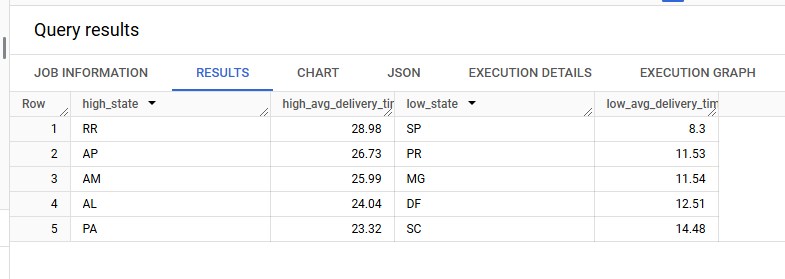 Query results
JOB INFORMATION RESULTS CHART JSON EXECUTION DETAILS EXECUTION GRAPH
Row high_state high_avg_delivery_tir low_state low_avg_delivery_tim
1 RR 28.98 SP 8.3
2 AP 26.73 PR 11.53
3 AM 25.99 MG 11.54
4 AL 24.04 DF 12.51
5 PA 23.32 SC 14.48